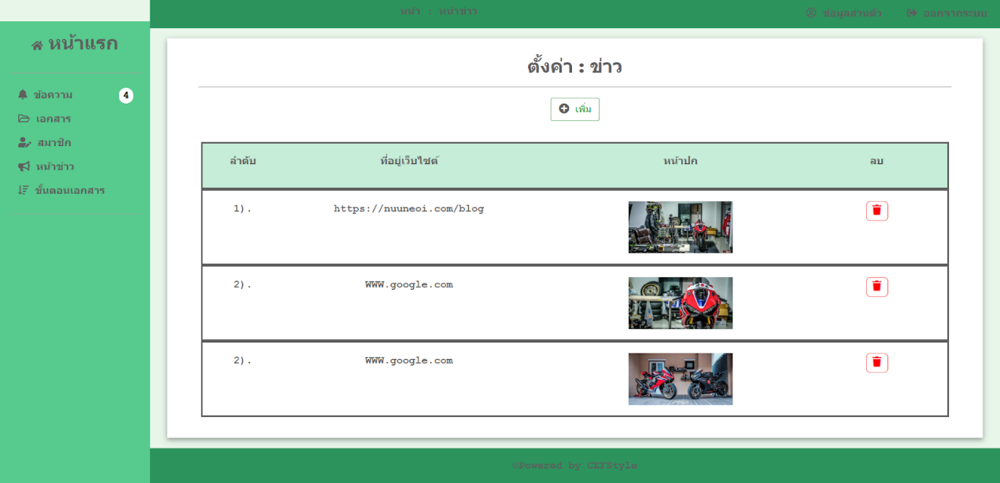 หน้า : หน้าข่าว
ข้อมูลส่วนตัว
ออกจากระบบ
หน้าแรก
ข้อความ 4
เอกสาร
สมาชิก
หน้าข่าว
ขั้นตอนเอกสาร
ตั้งค่า : ข่าว
เพิ่ม
ลำดับ ที่อยู่เว็บไซต์ หน้าปก ลบ
1). https://nuuneoi.com/blog
2). WWW.google.com
2). WWW.google.com
©Powered by CEFStyle